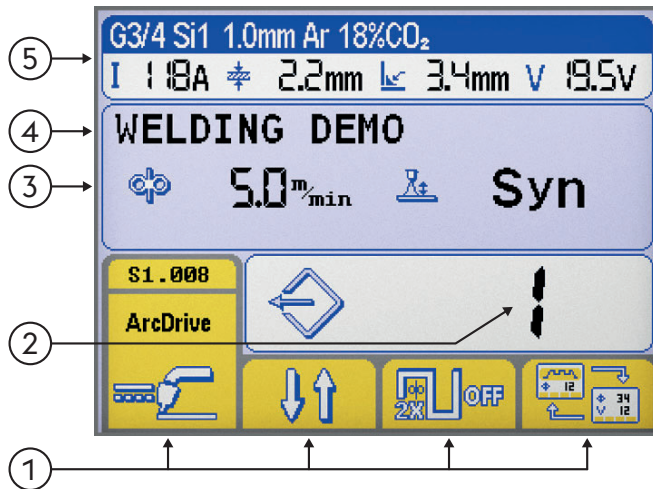 G3/4 Si1 1.0mm Ar 18%CO₂
I 118A 2.2mm 3.4mm V 19.5V
WELDING DEMO
5.0 m/min Syn
S1.008
ArcDrive
1
2X OFF
12 34
V 12
5
4
3
2
1